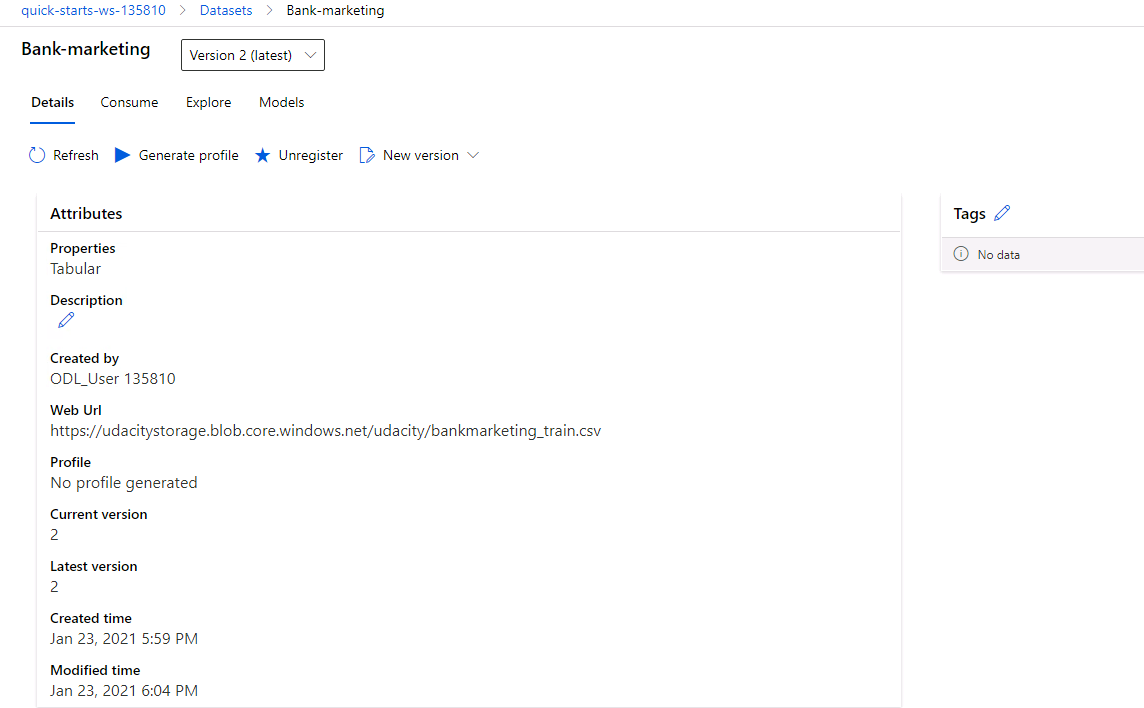 quick-starts-ws-135810 > Datasets > Bank-marketing
Bank-marketing
Version 2 (latest)
Details Consume Explore Models
Refresh Generate profile Unregister New version
Attributes
Tags
Properties
Tabular
No data
Description
Created by
ODL_User 135810
Web Url
https://udacitystorage.blob.core.windows.net/udacity/bankmarketing_train.csv
Profile
No profile generated
Current version
2
Latest version
2
Created time
Jan 23, 2021 5:59 PM
Modified time
Jan 23, 2021 6:04 PM